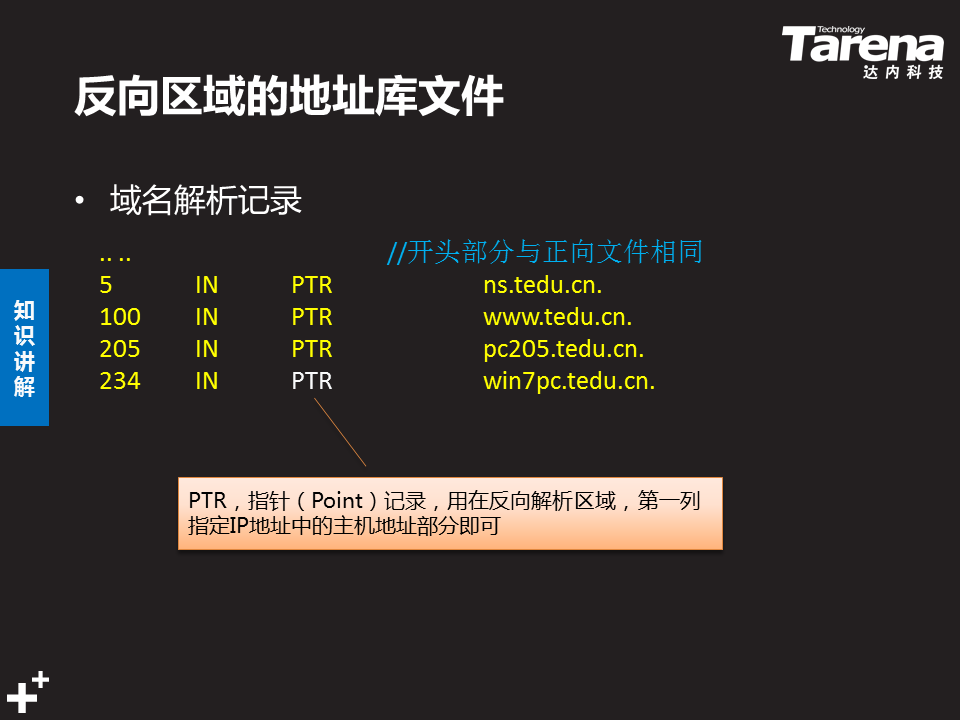 Technology
Tarena
达内科技
反向区域的地址库文件
• 域名解析记录
.. .. //开头部分与正向文件相同
5 IN PTR ns.tedu.cn.
100 IN PTR www.tedu.cn.
205 IN PTR pc205.tedu.cn.
234 IN PTR win7pc.tedu.cn.
知识讲解
PTR，指针（Point）记录，用在反向解析区域，第一列
指定IP地址中的主机地址部分即可